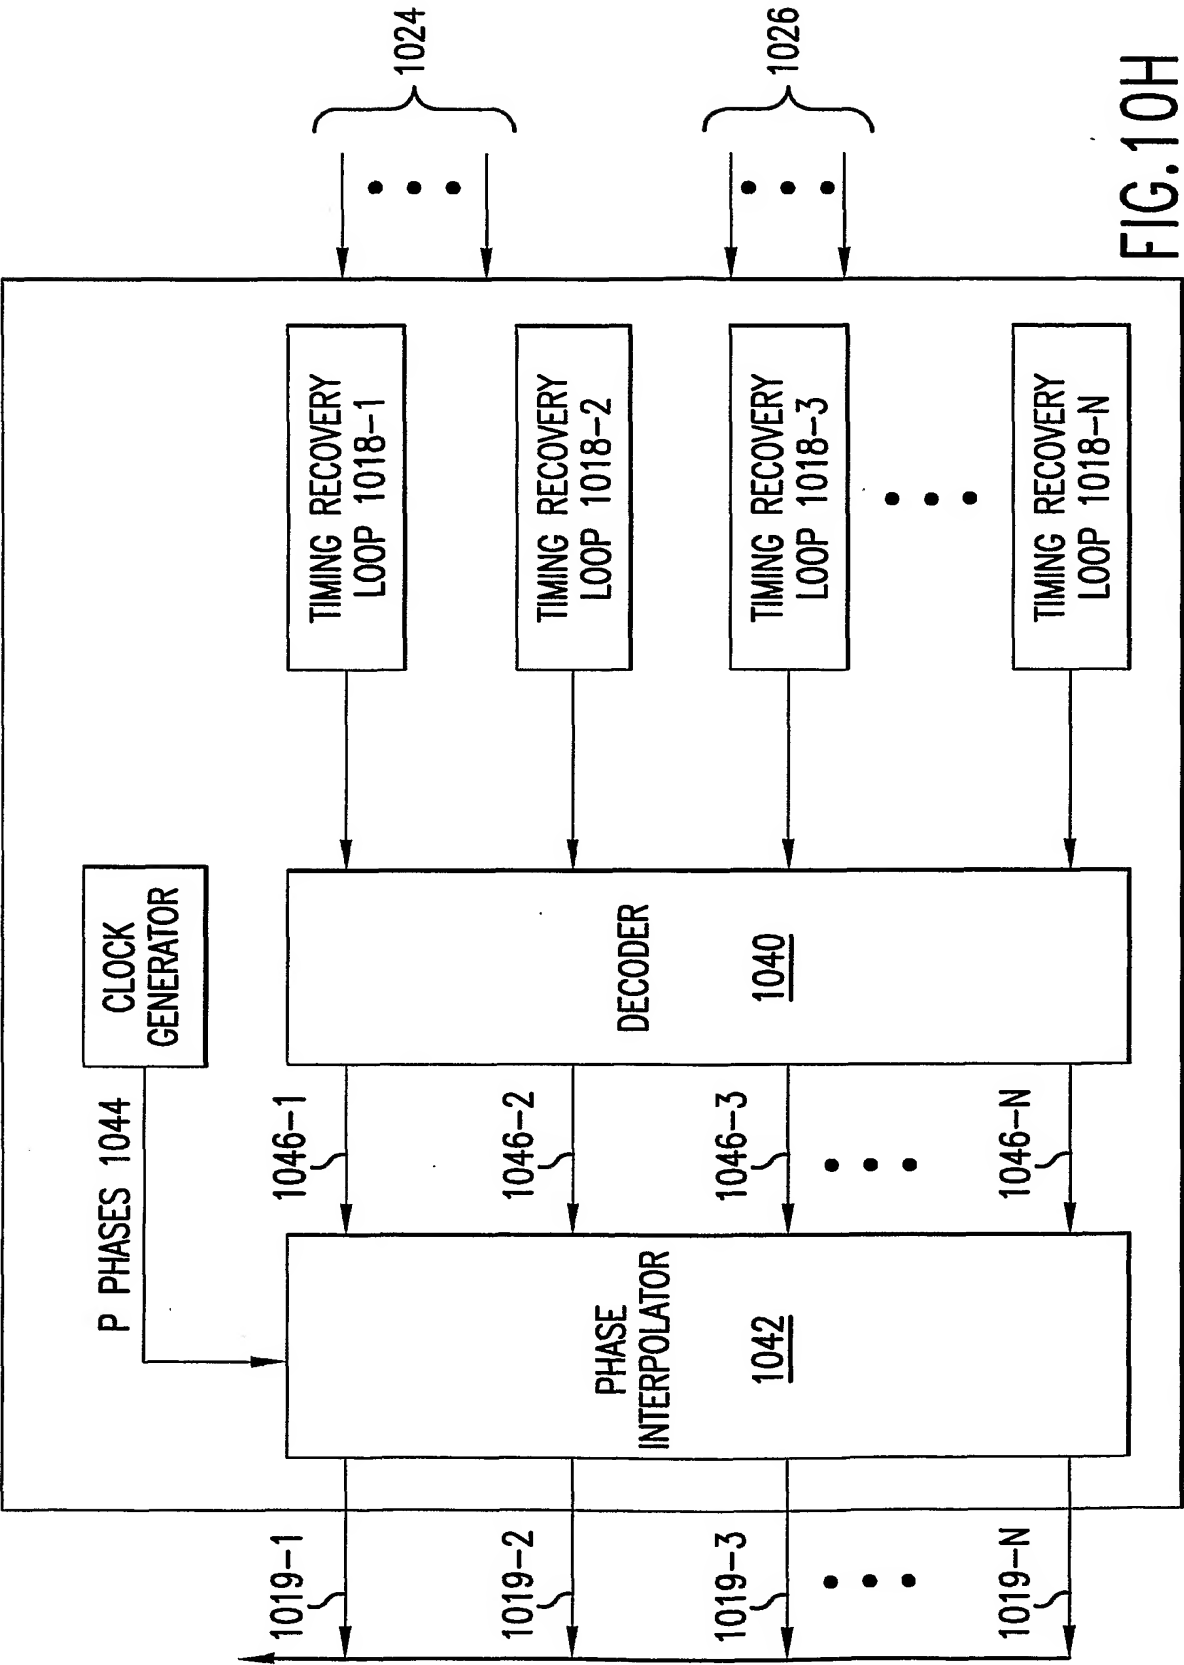 1024
1026
TIMING RECOVERY
LOOP 1018-1
TIMING RECOVERY
LOOP 1018-2
TIMING RECOVERY
LOOP 1018-3
TIMING RECOVERY
LOOP 1018-N
CLOCK
GENERATOR
P PHASES 1044
DECODER
1040
1046-1
1046-2
1046-3
1046-N
PHASE
INTERPOLATOR
1042
1019-1
1019-2
1019-3
1019-N
FIG.10H